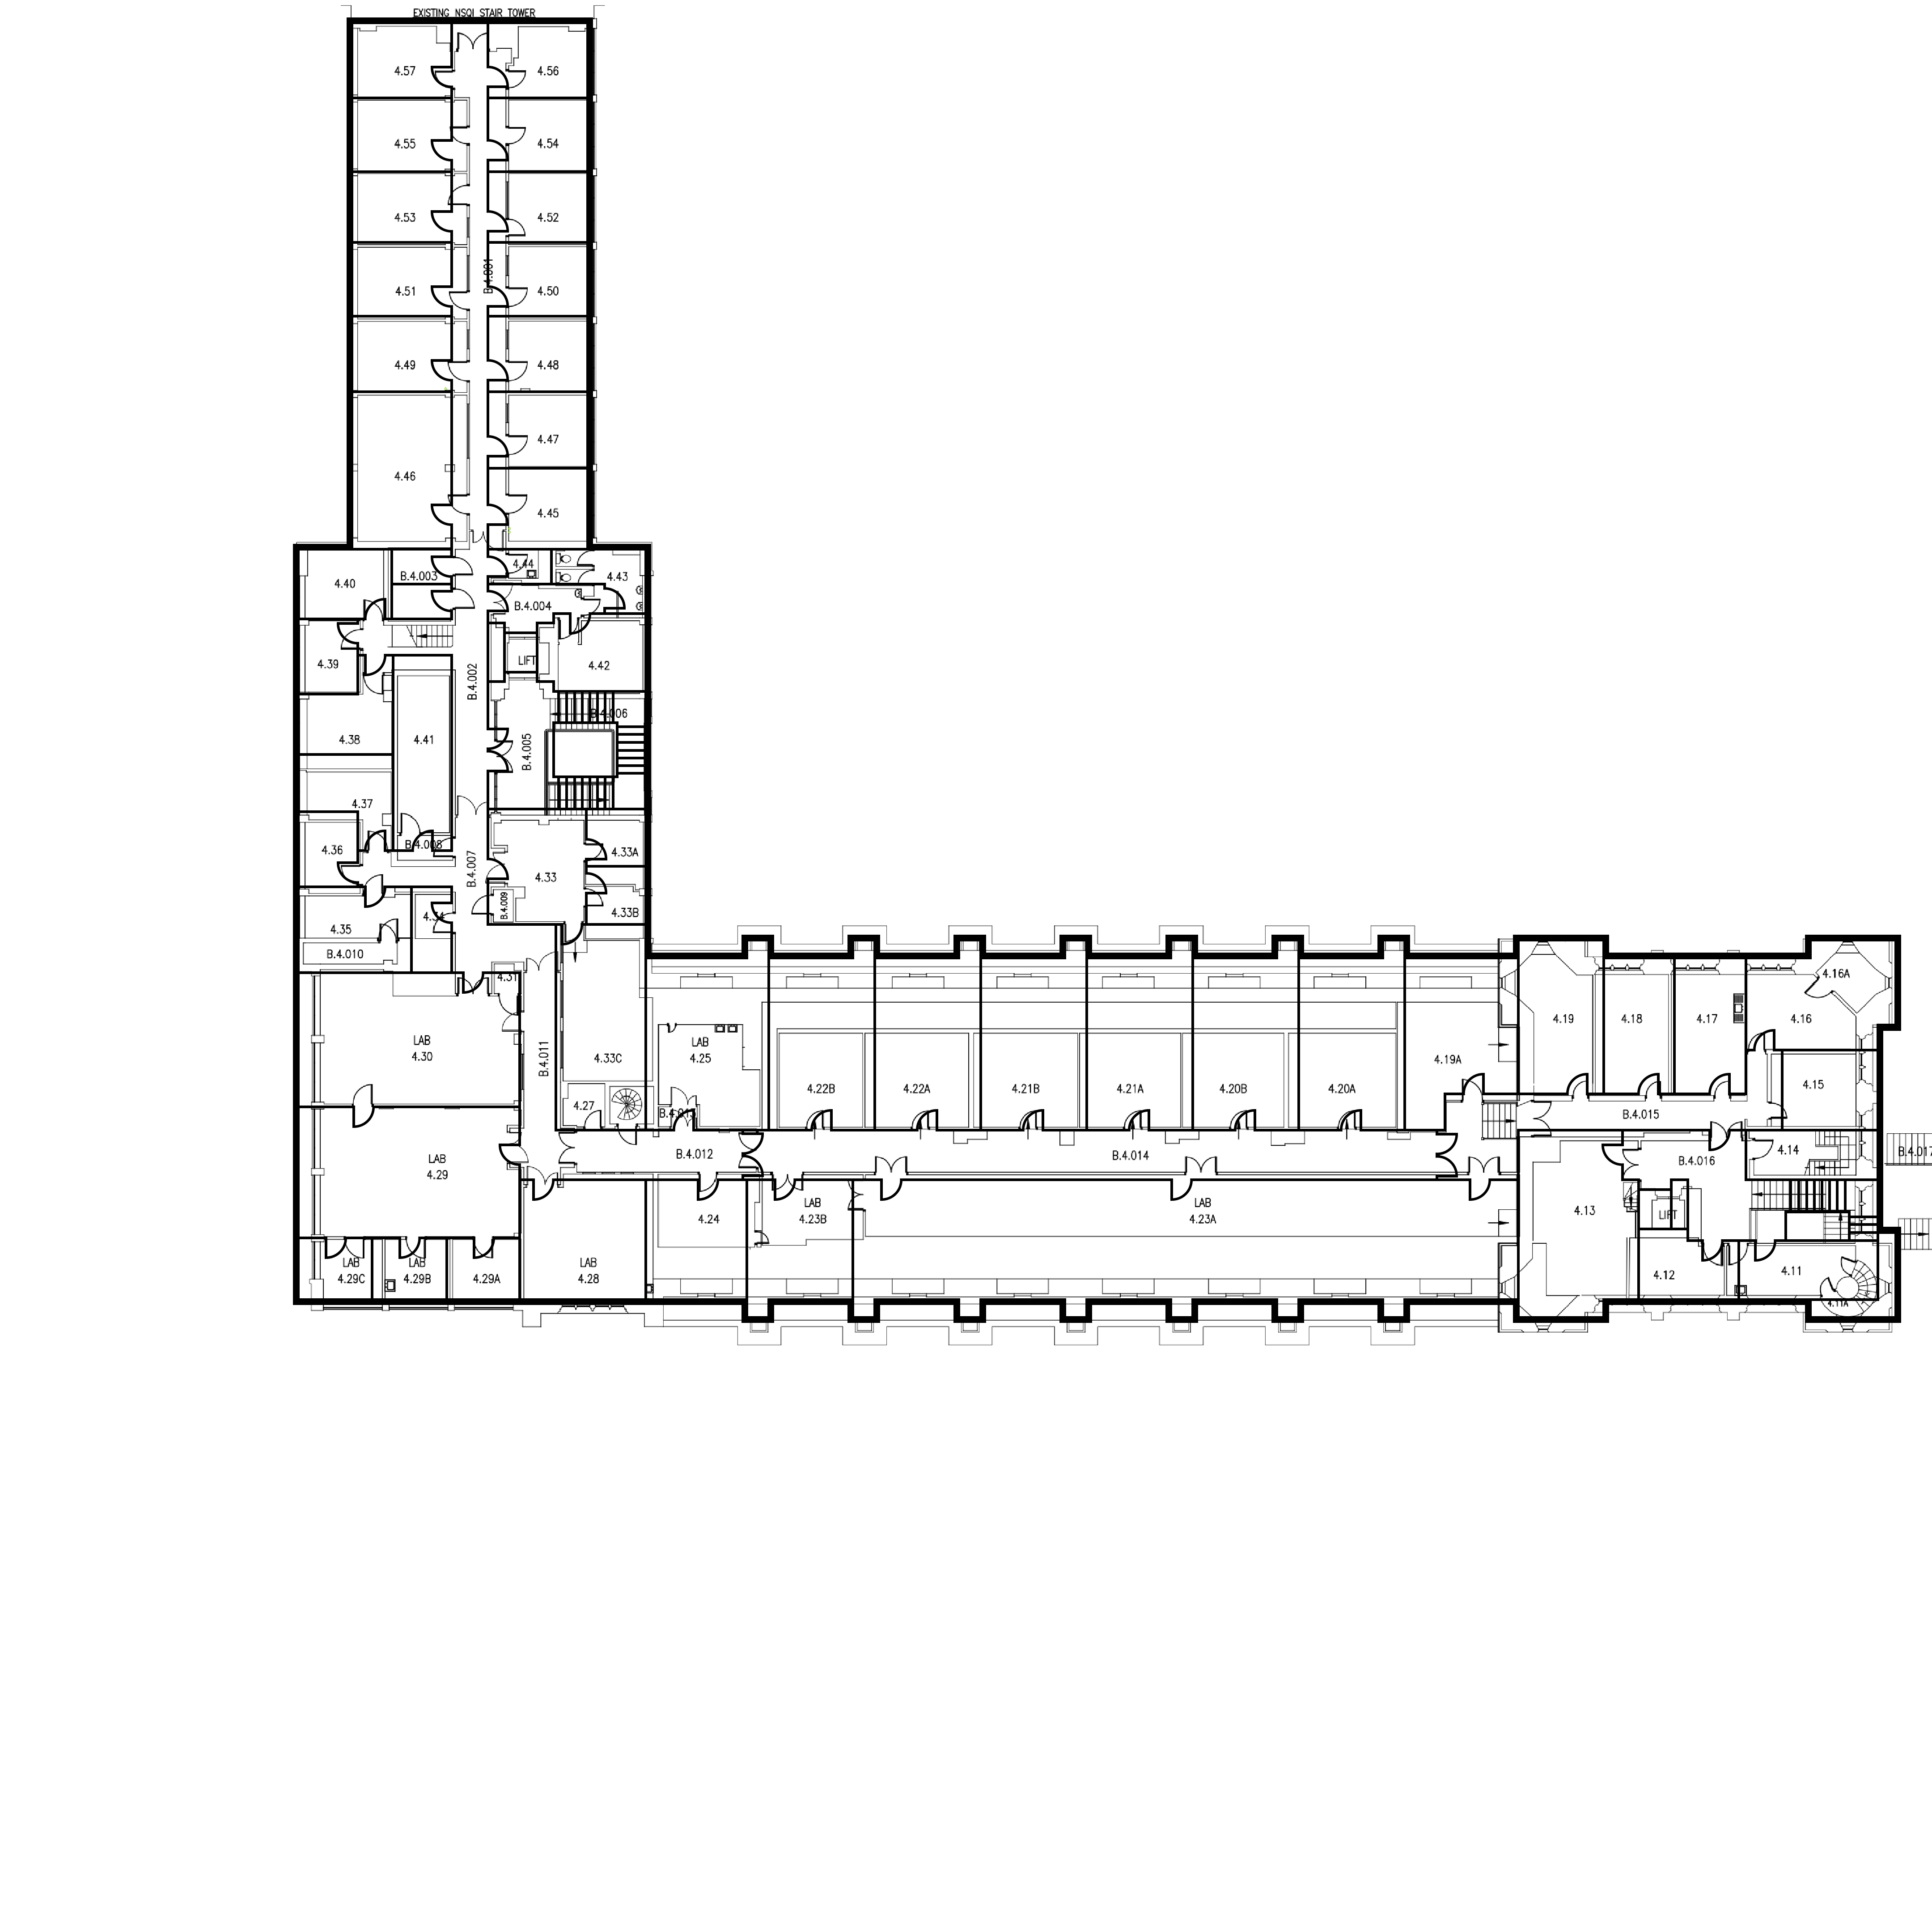 EXISTING NSQI STAIR TOWER
4.57
4.56
4.55
4.54
4.53
4.52
B.4.001
4.51
4.50
4.49
4.48
4.47
4.46
4.45
4.44
4.43
4.40
B.4.003
B.4.004
4.39
B.4.002
LIFT
4.42
B.4.006
4.38
4.41
B.4.005
4.37
4.36
B.4.008
B.4.007
4.33
4.33A
4.35
4.34
B.4.009
4.33B
B.4.010
4.31
LAB
4.30
B.4.011
4.33C
LAB
4.25
4.27
B.4.013
4.22B
4.22A
4.21B
4.21A
4.20B
4.20A
4.19A
4.19
4.18
4.17
4.16
4.16A
4.15
B.4.015
B.4.012
B.4.014
B.4.016
4.14
B.4.017
LAB
4.29
4.24
LAB
4.23B
LAB
4.23A
4.13
LIFT
LAB
4.29C
LAB
4.29B
4.29A
LAB
4.28
4.12
4.11
4.11A